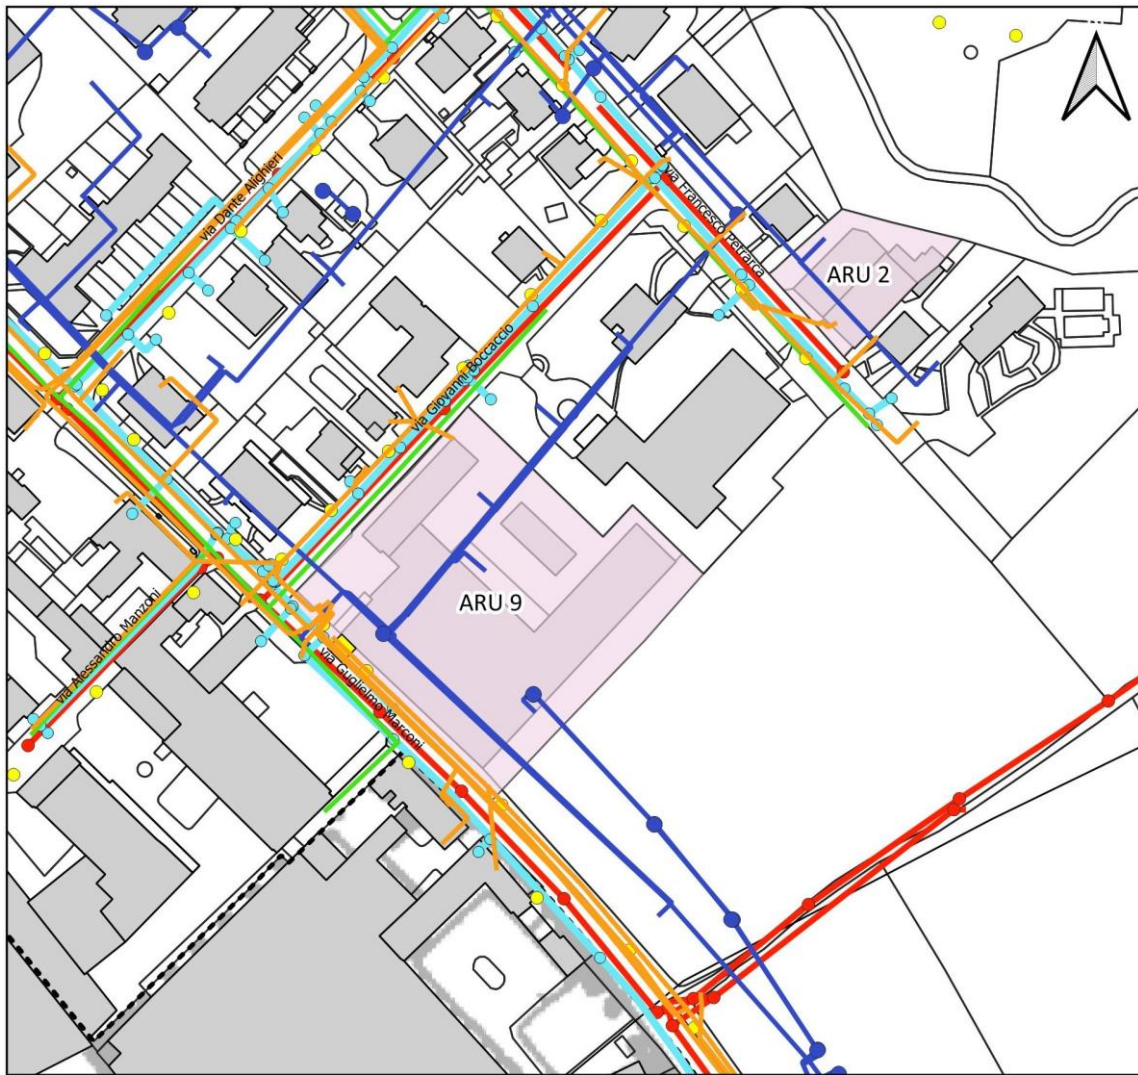 via Dante Alighieri
via Francesco Petrarca
ARU 2
via Giovanni Boccaccio
ARU 9
via Alessandro Manzoni
via Guglielmo Marconi